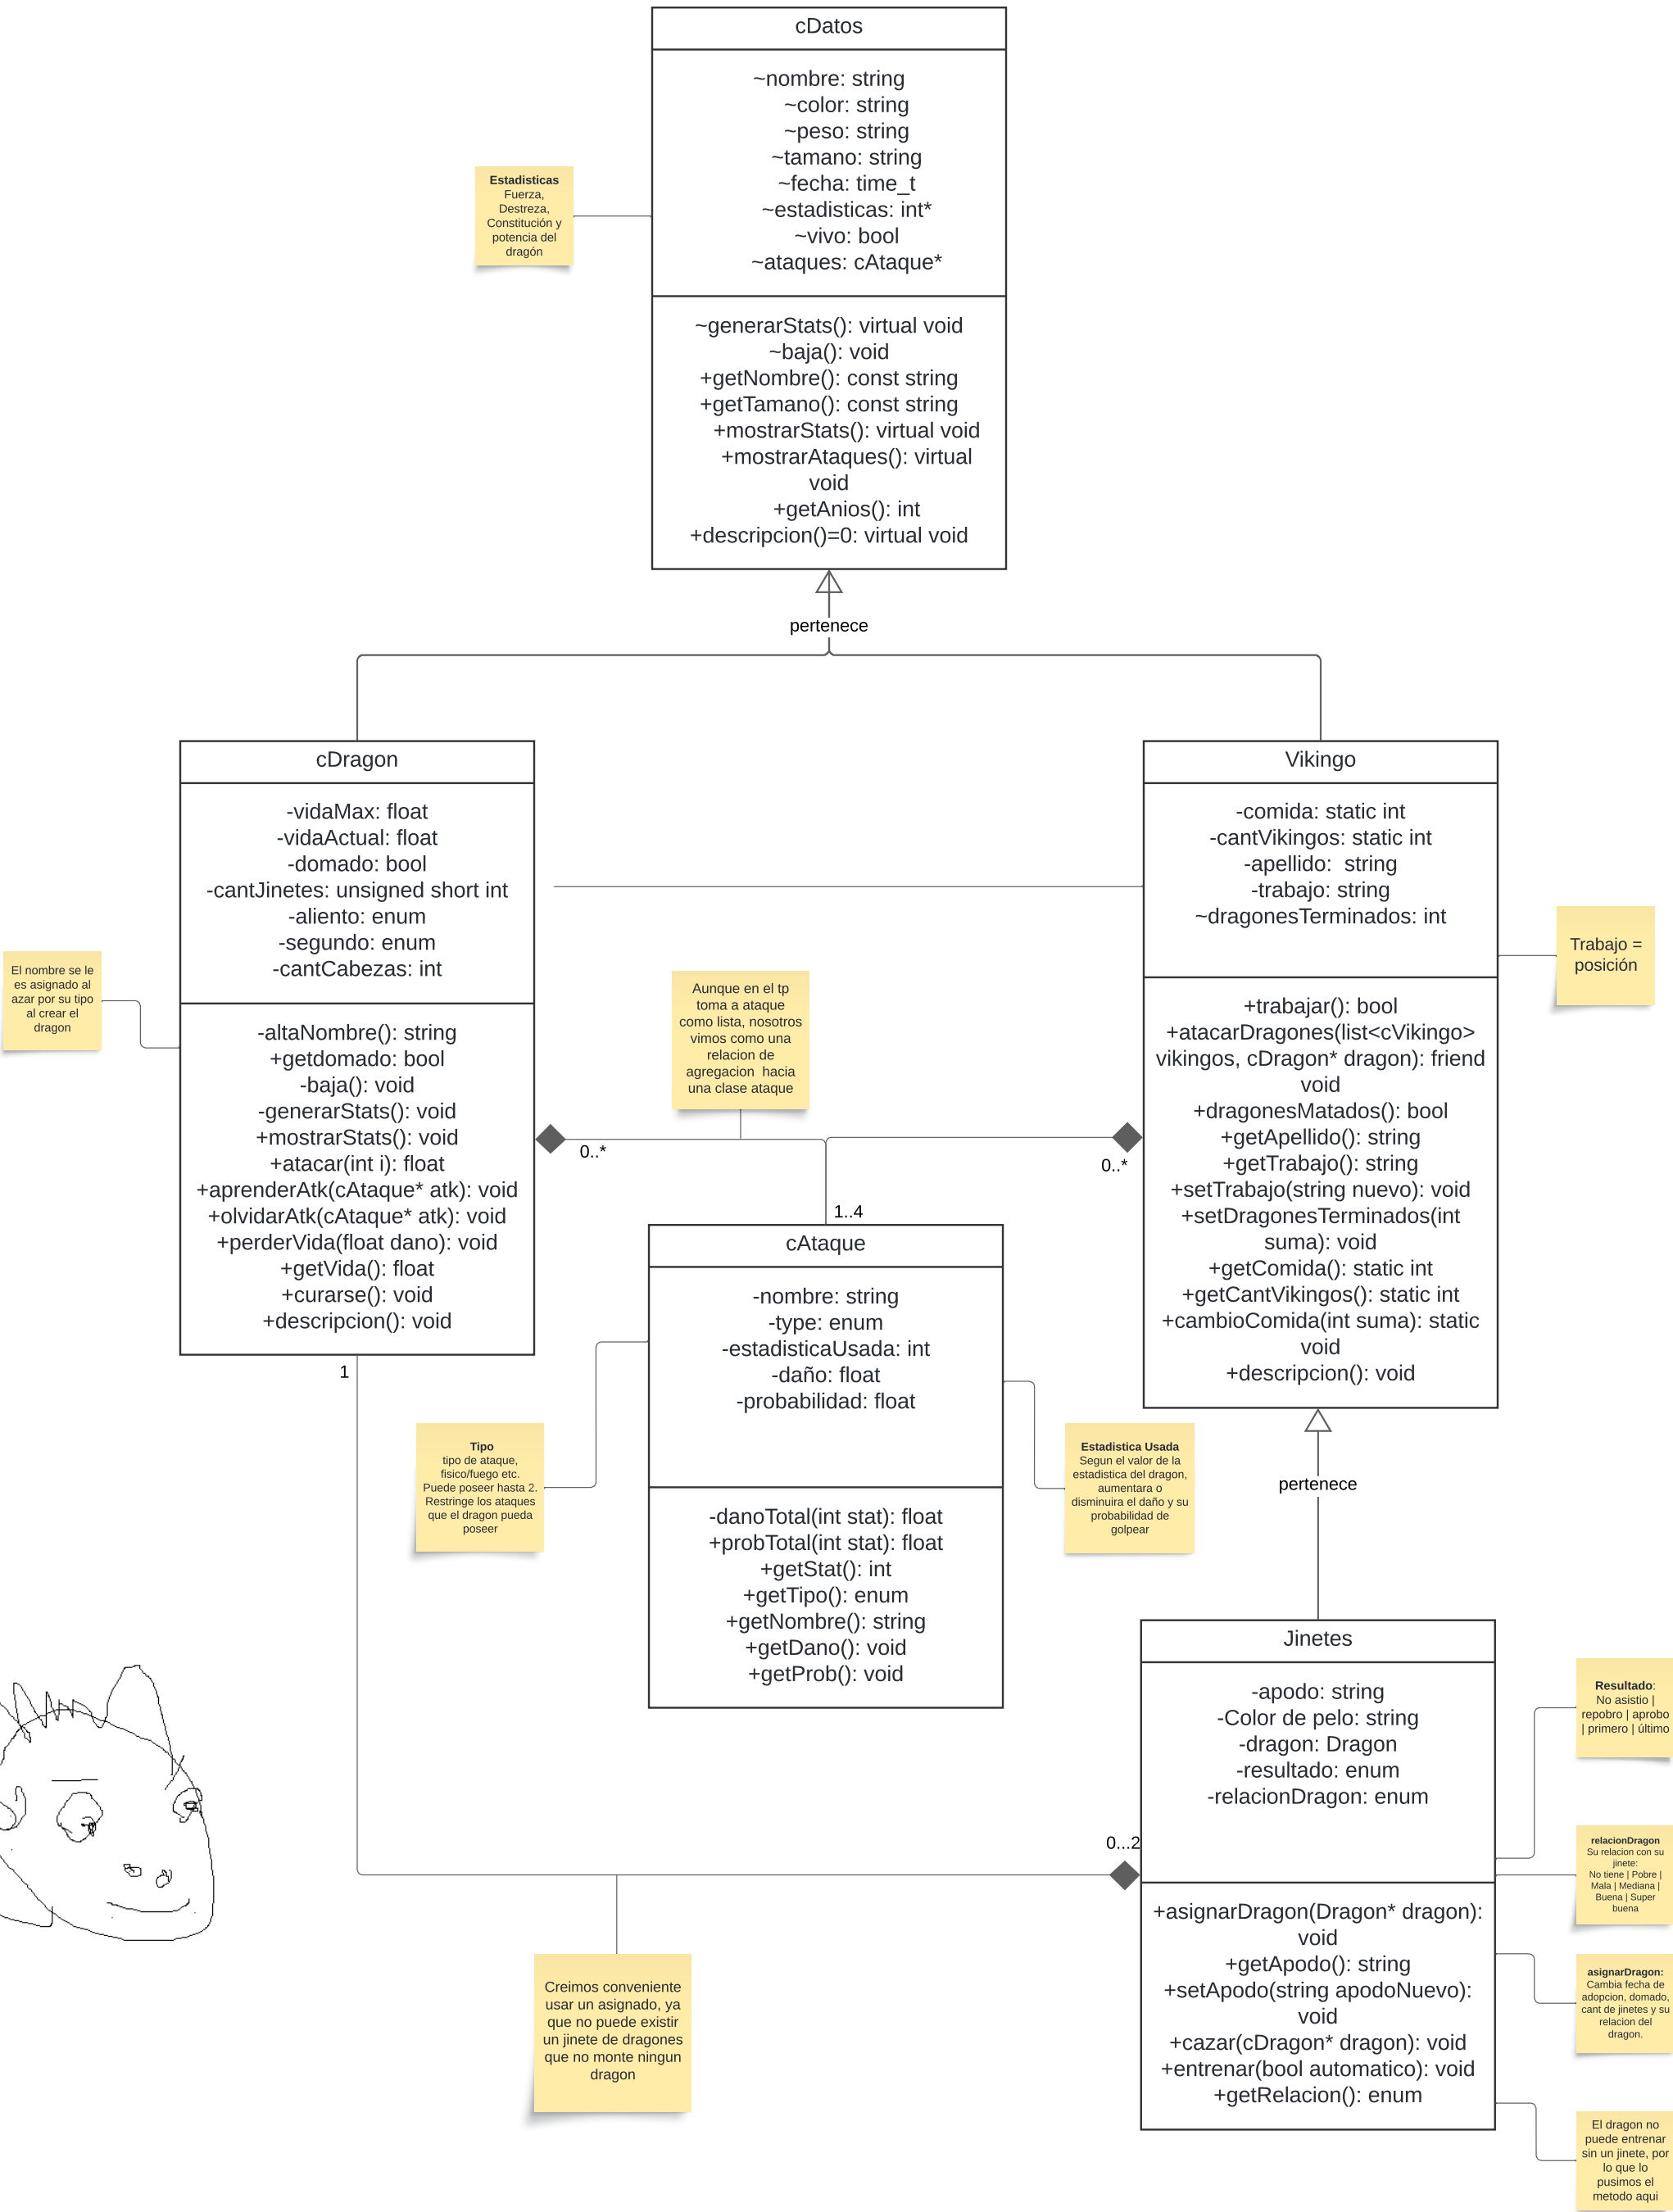 cDatos
~nombre: string
~color: string
~peso: string
~tamano: string
~fecha: time_t
~estadisticas: int*
~vivo: bool
~ataques: cAtaque*
~generarStats(): virtual void
~baja(): void
+getNombre(): const string
+getTamano(): const string
+mostrarStats(): virtual void
+mostrarAtaques(): virtual
void
+getAnios(): int
+descripcion()=0: virtual void
Estadisticas
Fuerza,
Destreza,
Constitución y
potencia del
dragón
pertenece
cDragon
-vidaMax: float
-vidaActual: float
-domado: bool
-cantJinetes: unsigned short int
-aliento: enum
-segundo: enum
-cantCabezas: int
-altaNombre(): string
+getdomado: bool
-baja(): void
-generarStats(): void
+mostrarStats(): void
+atacar(int i): float
+aprenderAtk(cAtaque* atk): void
+olvidarAtk(cAtaque* atk): void
+perderVida(float dano): void
+getVida(): float
+curarse(): void
+descripcion(): void
El nombre se le
es asignado al
azar por su tipo
al crear el
dragon
Vikingo
-comida: static int
-cantVikingos: static int
-apellido:  string
-trabajo: string
~dragonesTerminados: int
+trabajar(): bool
+atacarDragones(list<cVikingo>
vikingos, cDragon* dragon): friend
void
+dragonesMatados(): bool
+getApellido(): string
+getTrabajo(): string
+setTrabajo(string nuevo): void
+setDragonesTerminados(int
suma): void
+getComida(): static int
+getCantVikingos(): static int
+cambioComida(int suma): static
void
+descripcion(): void
Trabajo =
posición
Aunque en el tp
toma a ataque
como lista, nosotros
vimos como una
relacion de
agregacion  hacia
una clase ataque
0..*
0..*
1..4
cAtaque
-nombre: string
-type: enum
-estadisticaUsada: int
-daño: float
-probabilidad: float
-danoTotal(int stat): float
+probTotal(int stat): float
+getStat(): int
+getTipo(): enum
+getNombre(): string
+getDano(): void
+getProb(): void
Tipo
tipo de ataque,
fisico/fuego etc.
Puede poseer hasta 2.
Restringe los ataques
que el dragon pueda
poseer
Estadistica Usada
Segun el valor de la
estadistica del dragon,
aumentara o
disminuira el daño y su
probabilidad de
golpear
1
pertenece
Jinetes
-apodo: string
-Color de pelo: string
-dragon: Dragon
-resultado: enum
-relacionDragon: enum
+asignarDragon(Dragon* dragon):
void
+getApodo(): string
+setApodo(string apodoNuevo):
void
+cazar(cDragon* dragon): void
+entrenar(bool automatico): void
+getRelacion(): enum
0...2
Resultado:
No asistio |
repobro | aprobo
| primero | último
relacionDragon
Su relacion con su
jinete:
No tiene | Pobre |
Mala | Mediana |
Buena | Super
buena
asignarDragon:
Cambia fecha de
adopcion, domado,
cant de jinetes y su
relacion del
dragon.
El dragon no
puede entrenar
sin un jinete, por
lo que lo
pusimos el
metodo aqui
Creimos conveniente
usar un asignado, ya
que no puede existir
un jinete de dragones
que no monte ningun
dragon